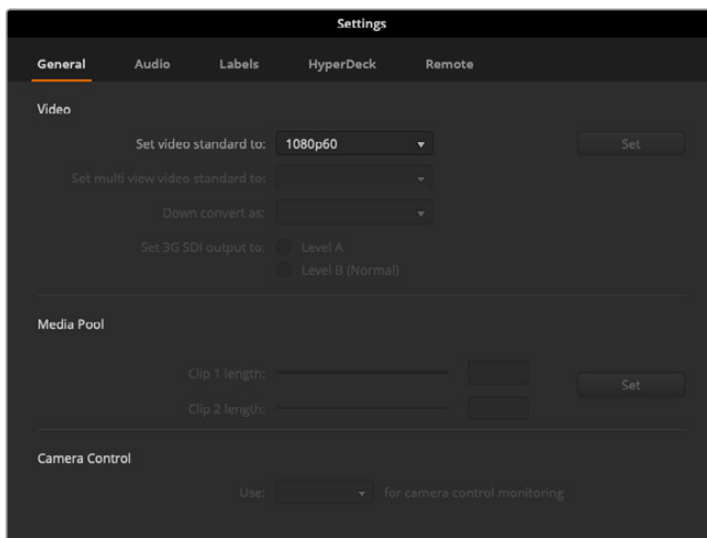 Settings
General Audio Labels HyperDeck Remote
Video
Set video standard to: 1080p60 Set
Set multi view video standard to:
Down convert as:
Set 3G SDI output to: Level A
Level B (Normal)
Media Pool
Clip 1 length:
Set
Clip 2 length:
Camera Control
Use: for camera control monitoring